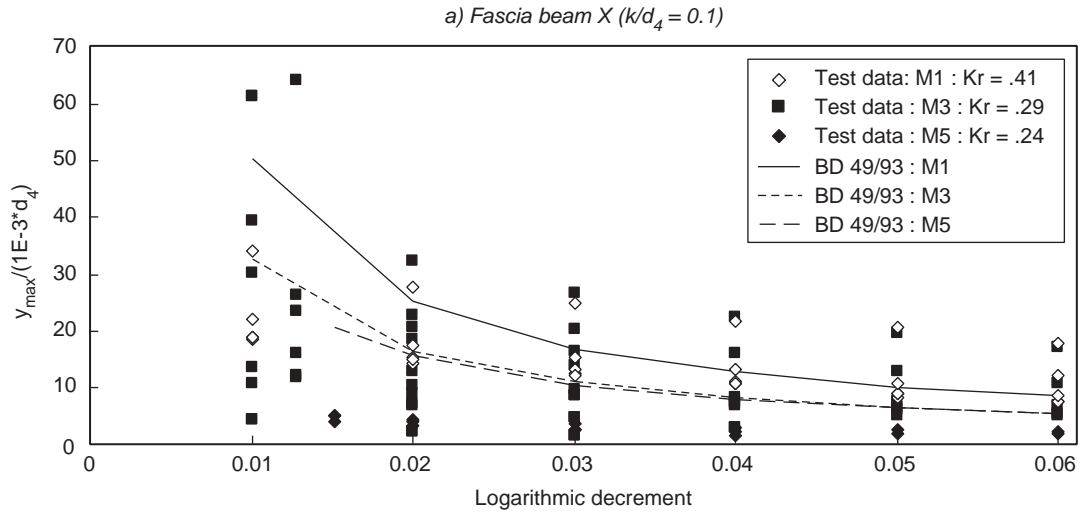 a) Fascia beam X (k/d4 = 0.1)
70
60
50
40
30
20
10
0
ymax/(1E-3*d4)
Test data: M1 : Kr = .41
Test data : M3 : Kr = .29
Test data : M5 : Kr = .24
BD 49/93 : M1
BD 49/93 : M3
BD 49/93 : M5
0 0.01 0.02 0.03 0.04 0.05 0.06
Logarithmic decrement